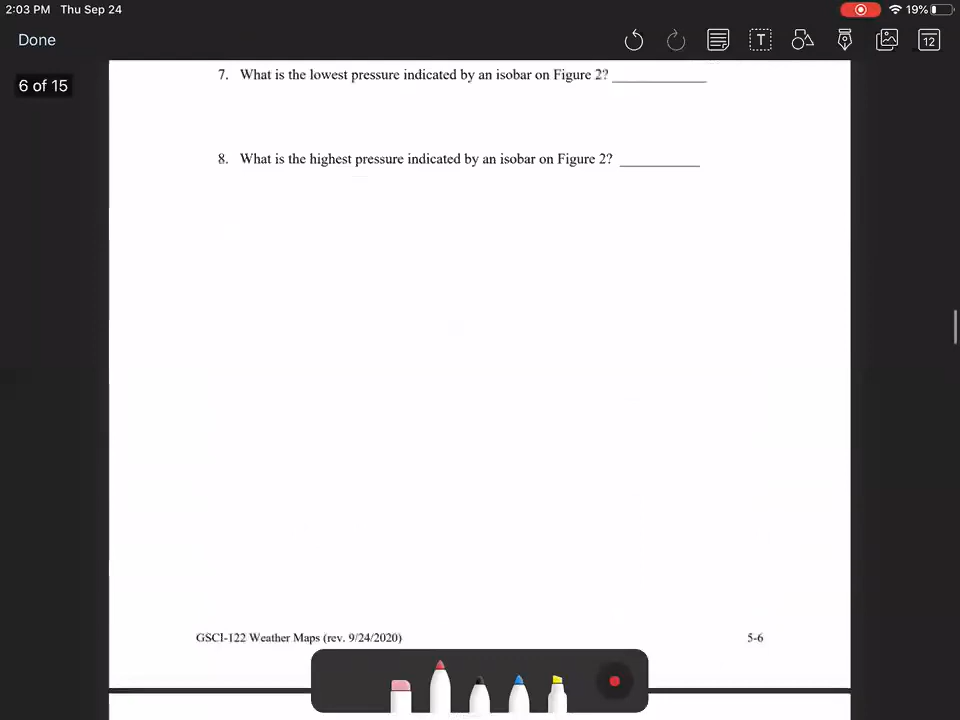 2:03 PM Thu Sep 24
19%
Done
T
12
6 of 15
7. What is the lowest pressure indicated by an isobar on Figure 2? ____________
8. What is the highest pressure indicated by an isobar on Figure 2? __________
GSCI-122 Weather Maps (rev. 9/24/2020)
5-6